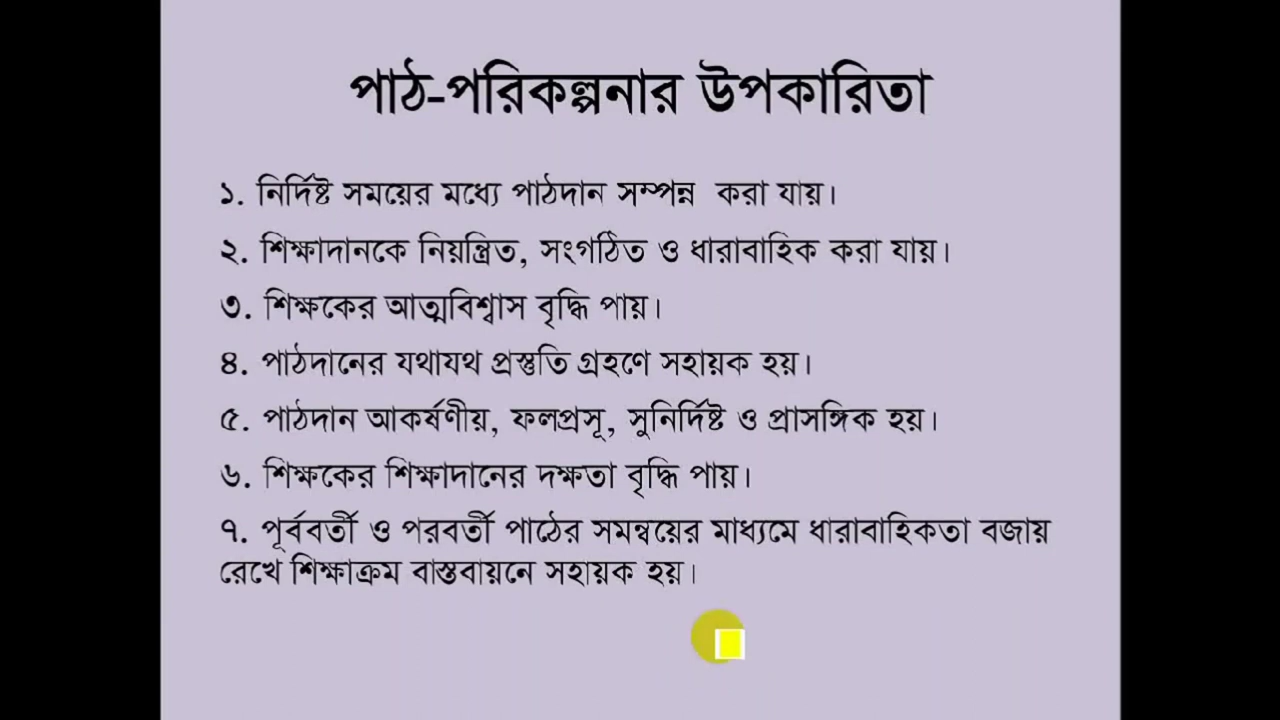 পাঠ-পরিকল্পনার উপকারিতা
১. নির্দিষ্ট সময়ের মধ্যে পাঠদান সম্পন্ন করা যায়।
২. শিক্ষাদানকে নিয়ন্ত্রিত, সংগঠিত ও ধারাবাহিক করা যায়।
৩. শিক্ষকের আত্মবিশ্বাস বৃদ্ধি পায়।
৪. পাঠদানের যথাযথ প্রস্তুতি গ্রহণে সহায়ক হয়।
৫. পাঠদান আকর্ষণীয়, ফলপ্রসূ, সুনির্দিষ্ট ও প্রাসঙ্গিক হয়।
৬. শিক্ষকের শিক্ষাদানের দক্ষতা বৃদ্ধি পায়।
৭. পূর্ববর্তী ও পরবর্তী পাঠের সমন্বয়ের মাধ্যমে ধারাবাহিকতা বজায়
রেখে শিক্ষাক্রম বাস্তবায়নে সহায়ক হয়।